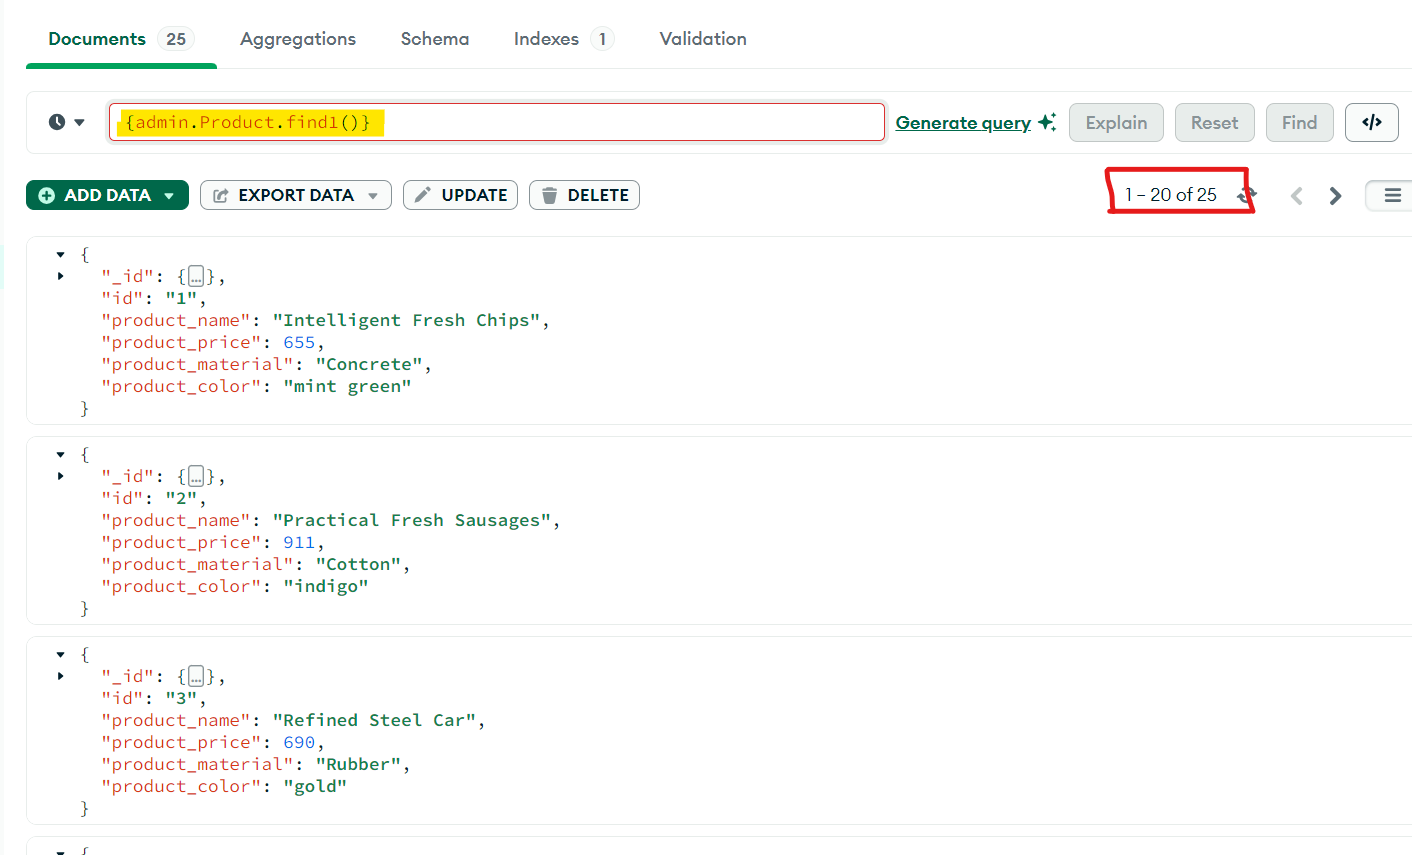 Documents 25 Aggregations Schema Indexes 1 Validation
{admin.Product.find1()} Generate query Explain Reset Find </>
ADD DATA EXPORT DATA UPDATE DELETE 1 – 20 of 25
{
"_id": {…},
"id": "1",
"product_name": "Intelligent Fresh Chips",
"product_price": 655,
"product_material": "Concrete",
"product_color": "mint green"
}
{
"_id": {…},
"id": "2",
"product_name": "Practical Fresh Sausages",
"product_price": 911,
"product_material": "Cotton",
"product_color": "indigo"
}
{
"_id": {…},
"id": "3",
"product_name": "Refined Steel Car",
"product_price": 690,
"product_material": "Rubber",
"product_color": "gold"
}
{